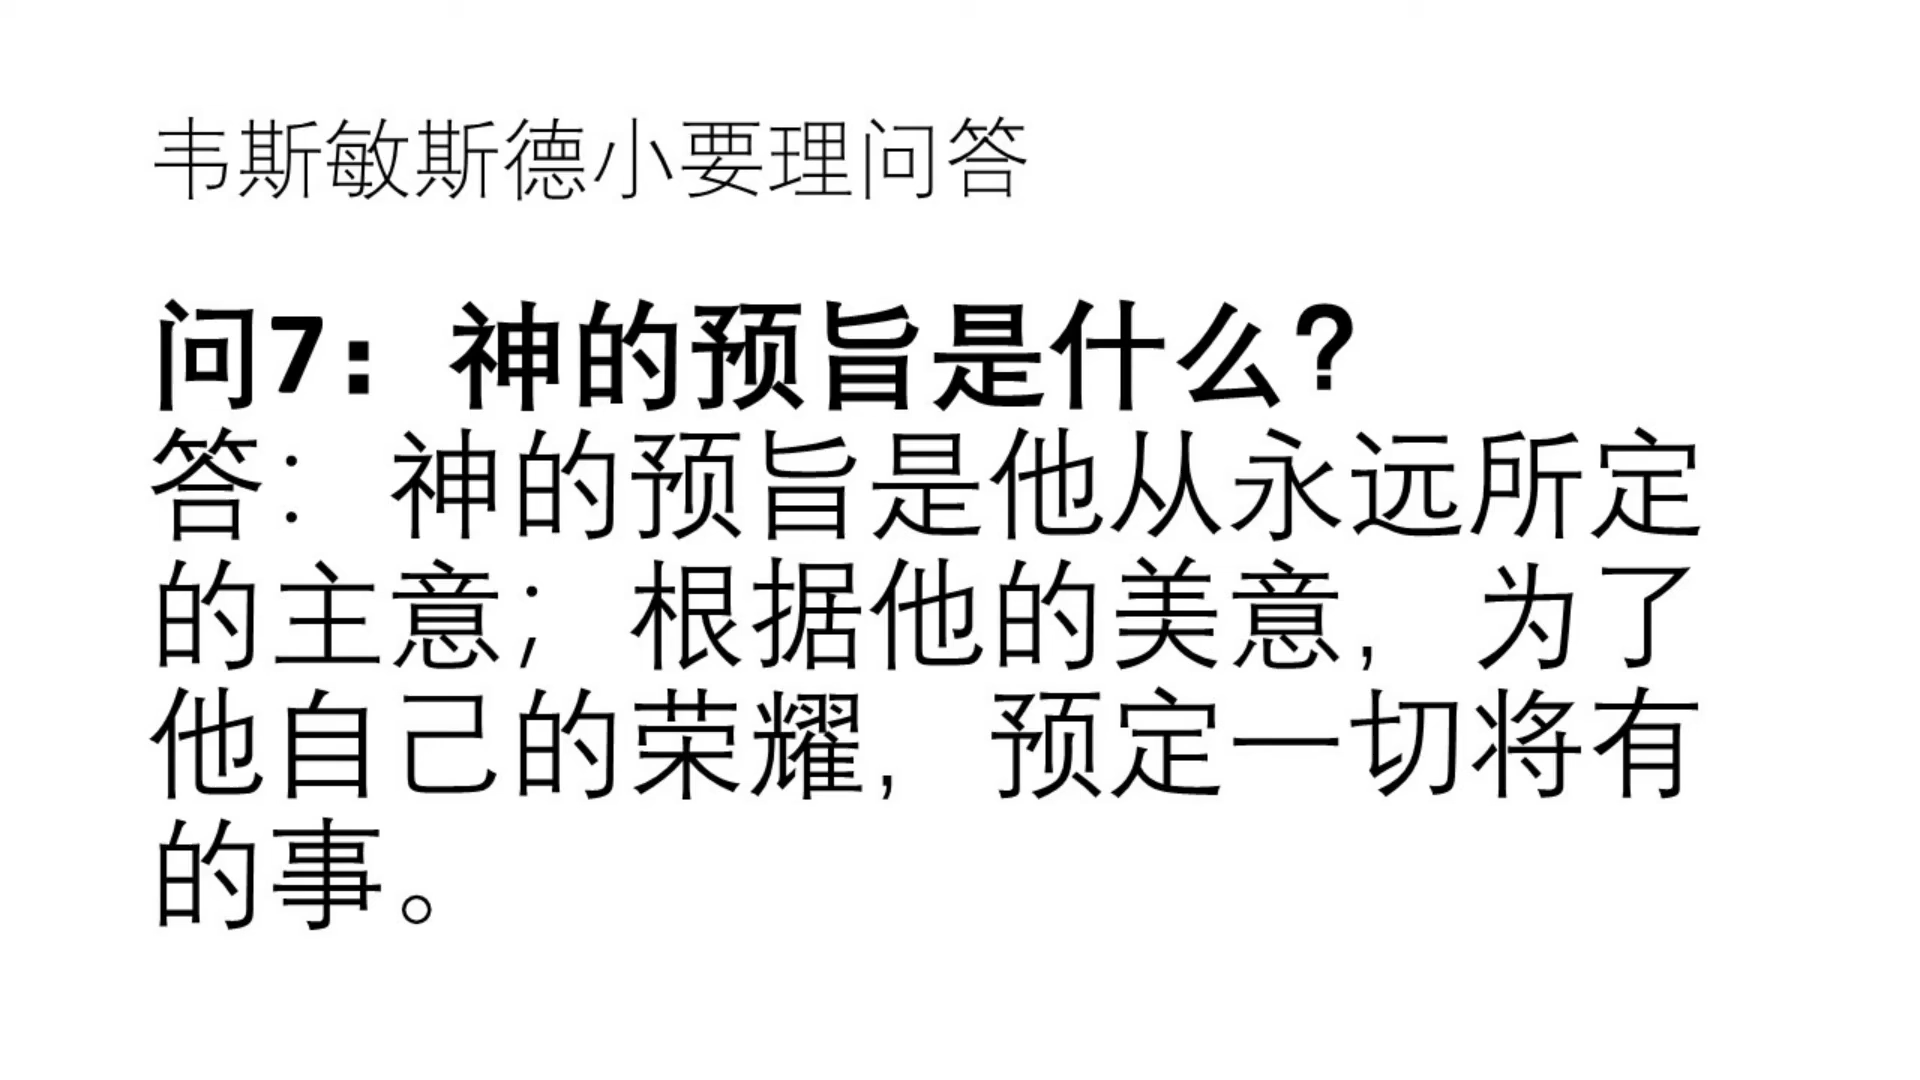 韦斯敏斯德小要理问答
问7：神的预旨是什么？
答：神的预旨是他从永远所定
的主意；根据他的美意，为了
他自己的荣耀，预定一切将有
的事。